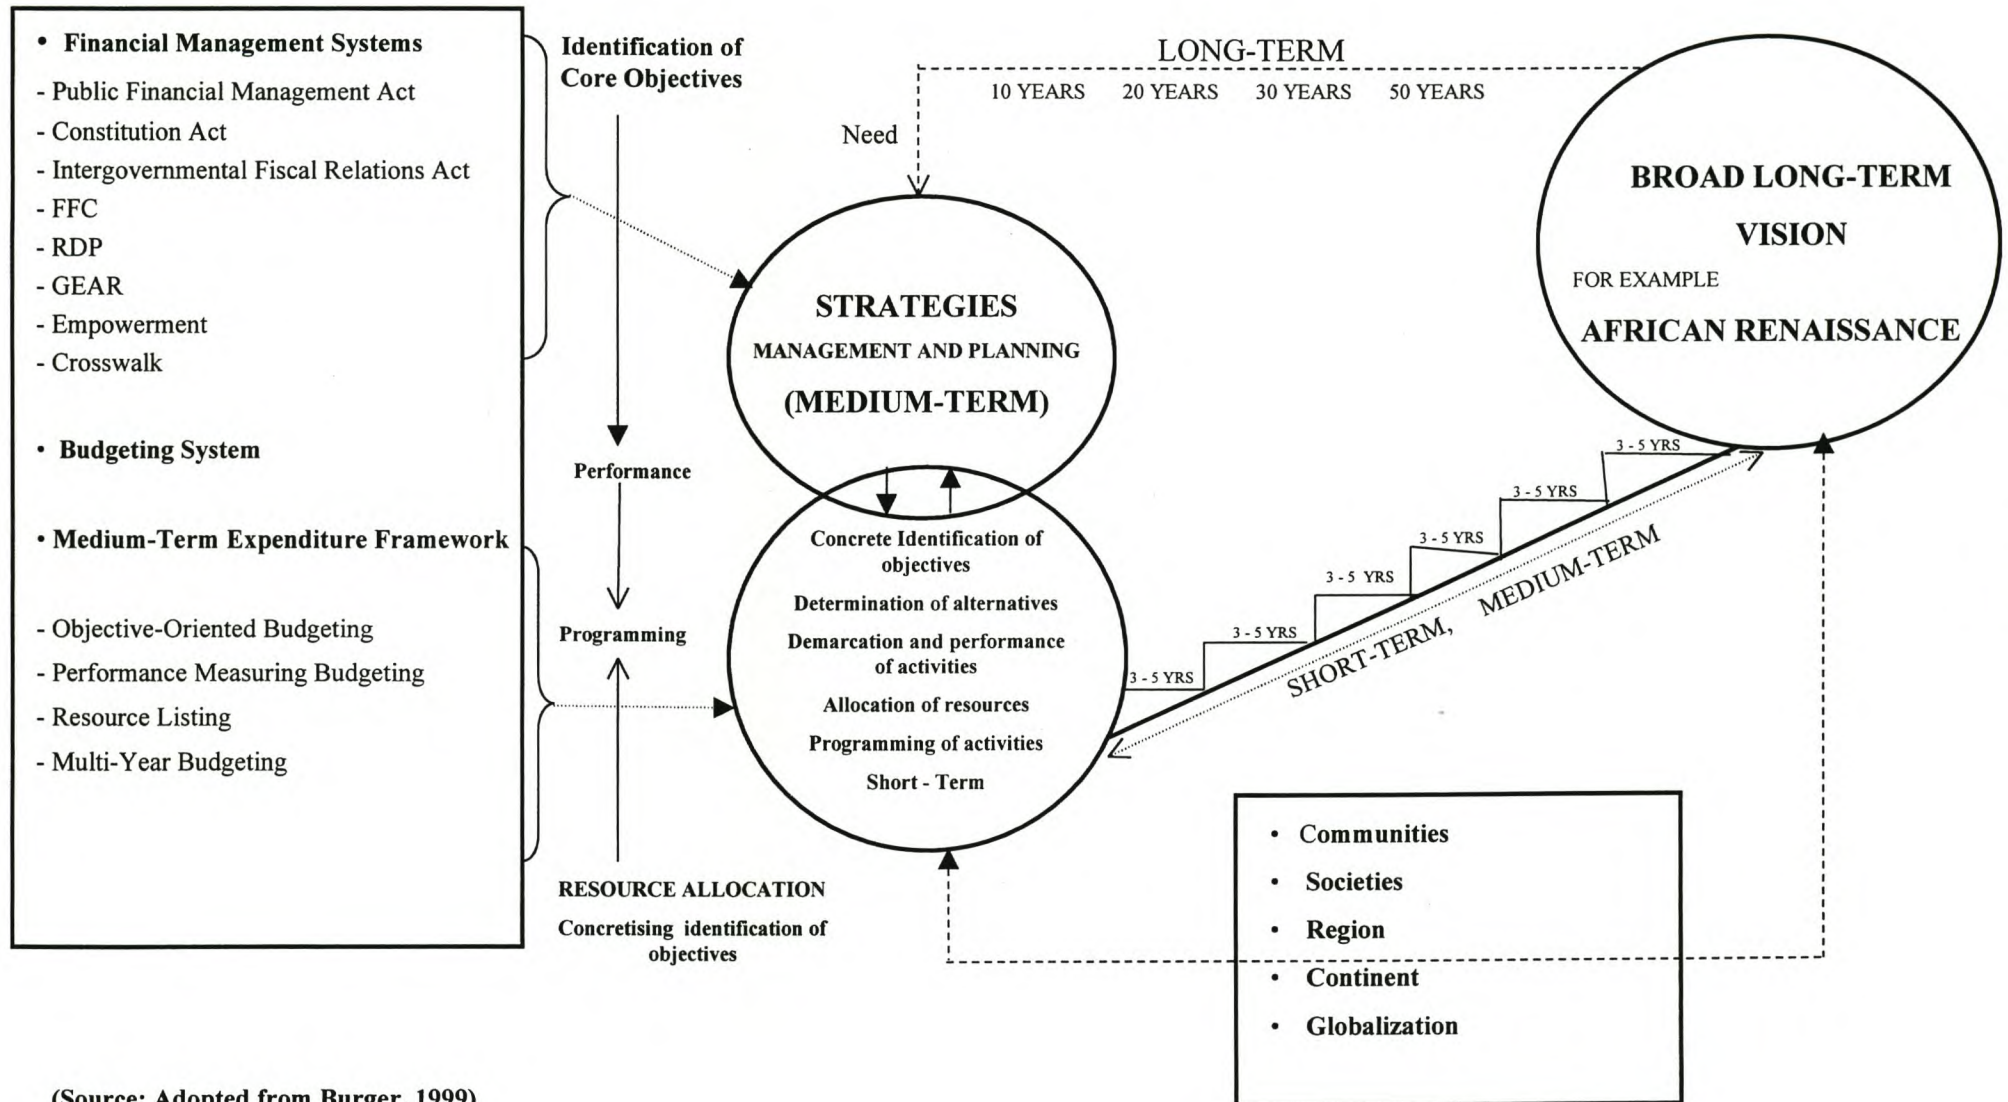 • Financial Management Systems
- Public Financial Management Act
- Constitution Act
- Intergovernmental Fiscal Relations Act
- FFC
- RDP
- GEAR
- Empowerment
- Crosswalk
• Budgeting System
• Medium-Term Expenditure Framework
- Objective-Oriented Budgeting
- Performance Measuring Budgeting
- Resource Listing
- Multi-Year Budgeting
Identification of
Core Objectives
Performance
Programming
RESOURCE ALLOCATION
Concretising identification of
objectives
LONG-TERM
10 YEARS 20 YEARS 30 YEARS 50 YEARS
Need
STRATEGIES
MANAGEMENT AND PLANNING
(MEDIUM-TERM)
Concrete Identification of
objectives
Determination of alternatives
Demarcation and performance
of activities
Allocation of resources
Programming of activities
Short - Term
BROAD LONG-TERM
VISION
FOR EXAMPLE
AFRICAN RENAISSANCE
3 - 5 YRS
3 - 5 YRS
3 - 5 YRS
3 - 5 YRS
3 - 5 YRS
3 - 5 YRS
SHORT-TERM, MEDIUM-TERM
• Communities
• Societies
• Region
• Continent
• Globalization
(Source: Adopted from Burger, 1999)